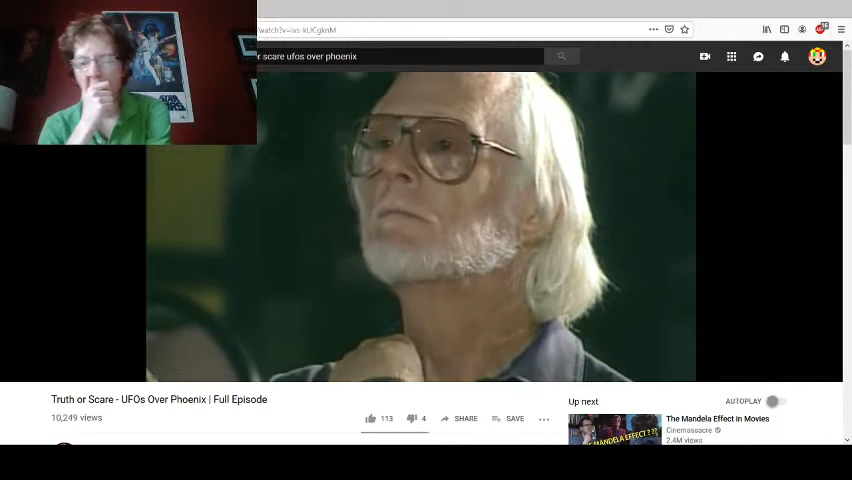 /watch?v=ivs-kUCgknM
r scare ufos over phoenix
STAR
Truth or Scare - UFOs Over Phoenix | Full Episode
10,249 views
113
4
SHARE
SAVE
Up next
AUTOPLAY
MANDELA EFFECT ???
The Mandela Effect in Movies
Cinemassacre
2.4M views